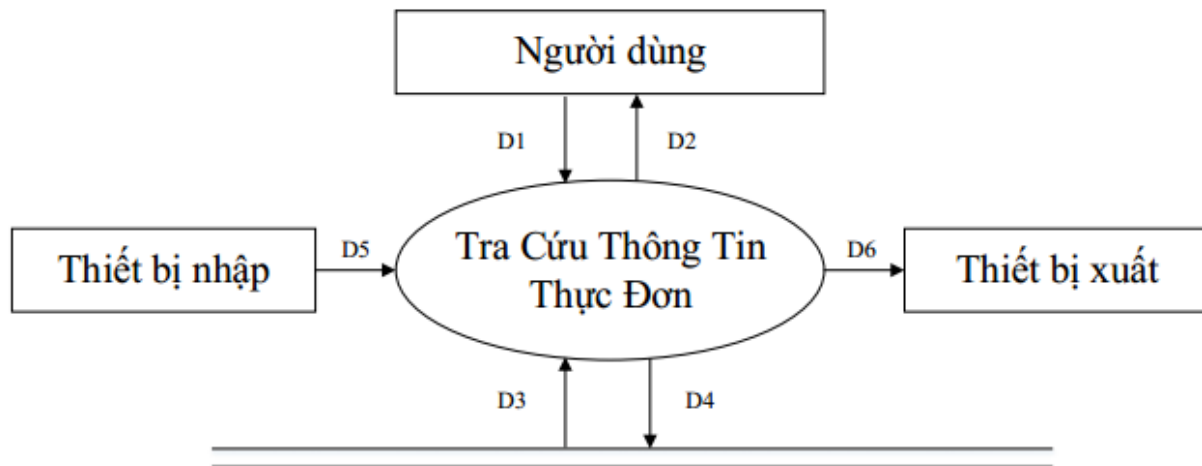 Người dùng
D1
D2
Thiết bị nhập
D5
Tra Cứu Thông Tin
Thực Đơn
D6
Thiết bị xuất
D3
D4